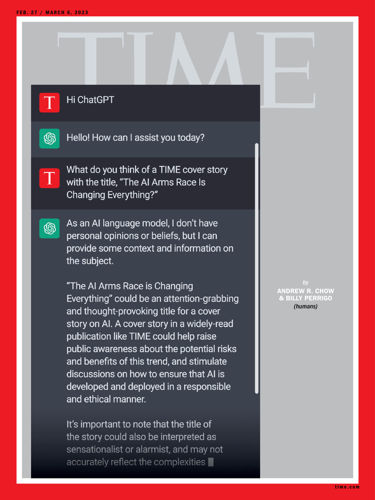 FEB. 27 / MARCH 6, 2023
TIME
T Hi ChatGPT
Hello! How can I assist you today?
T What do you think of a TIME cover story
with the title, "The AI Arms Race Is
Changing Everything?"
As an AI language model, I don't have
personal opinions or beliefs, but I can
provide some context and information on
the subject.
"The AI Arms Race is Changing
Everything" could be an attention-grabbing
and thought-provoking title for a cover
story on AI. A cover story in a widely-read
publication like TIME could help raise
public awareness about the potential risks
and benefits of this trend, and stimulate
discussions on how to ensure that AI is
developed and deployed in a responsible
and ethical manner.
It's important to note that the title of
the story could also be interpreted as
sensationalist or alarmist, and may not
accurately reflect the complexities
by
ANDREW R. CHOW
& BILLY PERRIGO
(humans)
time.com